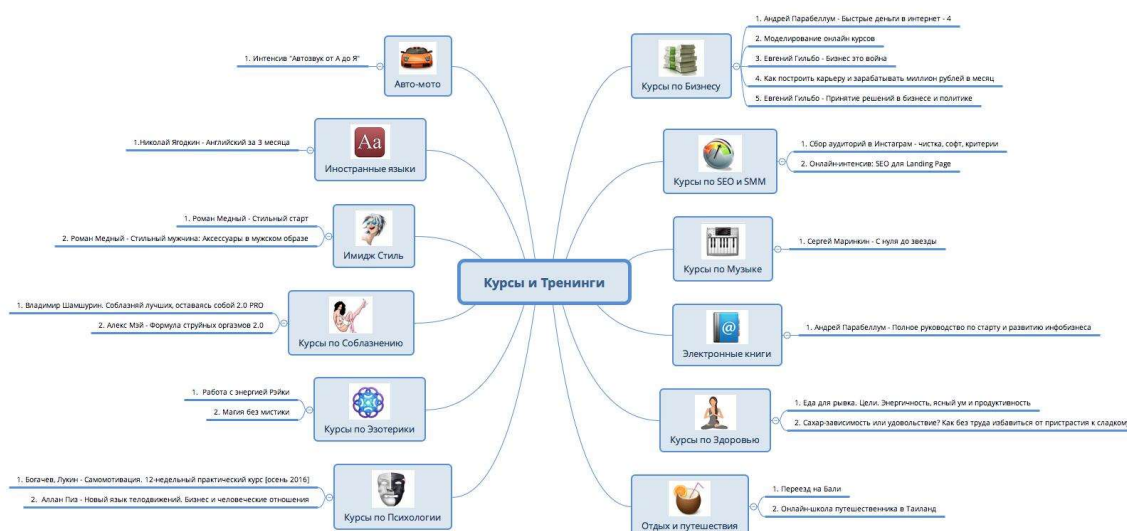 Курсы и Тренинги
Авто-мото
1. Интенсив "Автозвук от А до Я"
Иностранные языки
1.Николай Ягодкин - Английский за 3 месяца
Aa
Имидж Стиль
1. Роман Медный - Стильный старт
2. Роман Медный - Стильный мужчина: Аксессуары в мужском образе
Курсы по Соблазнению
1. Владимир Шамшурин. Соблазняй лучших, оставаясь собой 2.0 PRO
2. Алекс Мэй - Формула струйных оргазмов 2.0
Курсы по Эзотерики
1. Работа с энергией Рэйки
2. Магия без мистики
Курсы по Психологии
1. Богачев, Лукин - Самомотивация. 12-недельный практический курс [осень 2016]
2. Аллан Пиз - Новый язык телодвижений. Бизнес и человеческие отношения
Курсы по Бизнесу
1. Андрей Парабеллум - Быстрые деньги в интернет - 4
2. Моделирование онлайн курсов
3. Евгений Гильбо - Бизнес это война
4. Как построить карьеру и зарабатывать миллион рублей в месяц
5. Евгений Гильбо - Принятие решений в бизнесе и политике
Курсы по SEO и SMM
1. Сбор аудиторий в Инстаграм - чистка, софт, критерии
2. Онлайн-интенсив: SEO для Landing Page
Курсы по Музыке
1. Сергей Маринкин - С нуля до звезды
Электронные книги
@
1. Андрей Парабеллум - Полное руководство по старту и развитию инфобизнеса
Курсы по Здоровью
1. Еда для рывка. Цели. Энергичность, ясный ум и продуктивность
2. Сахар-зависимость или удовольствие? Как без труда избавиться от пристрастия к сладкому
Отдых и путешествия
1. Переезд на Бали
2. Онлайн-школа путешественника в Таиланд